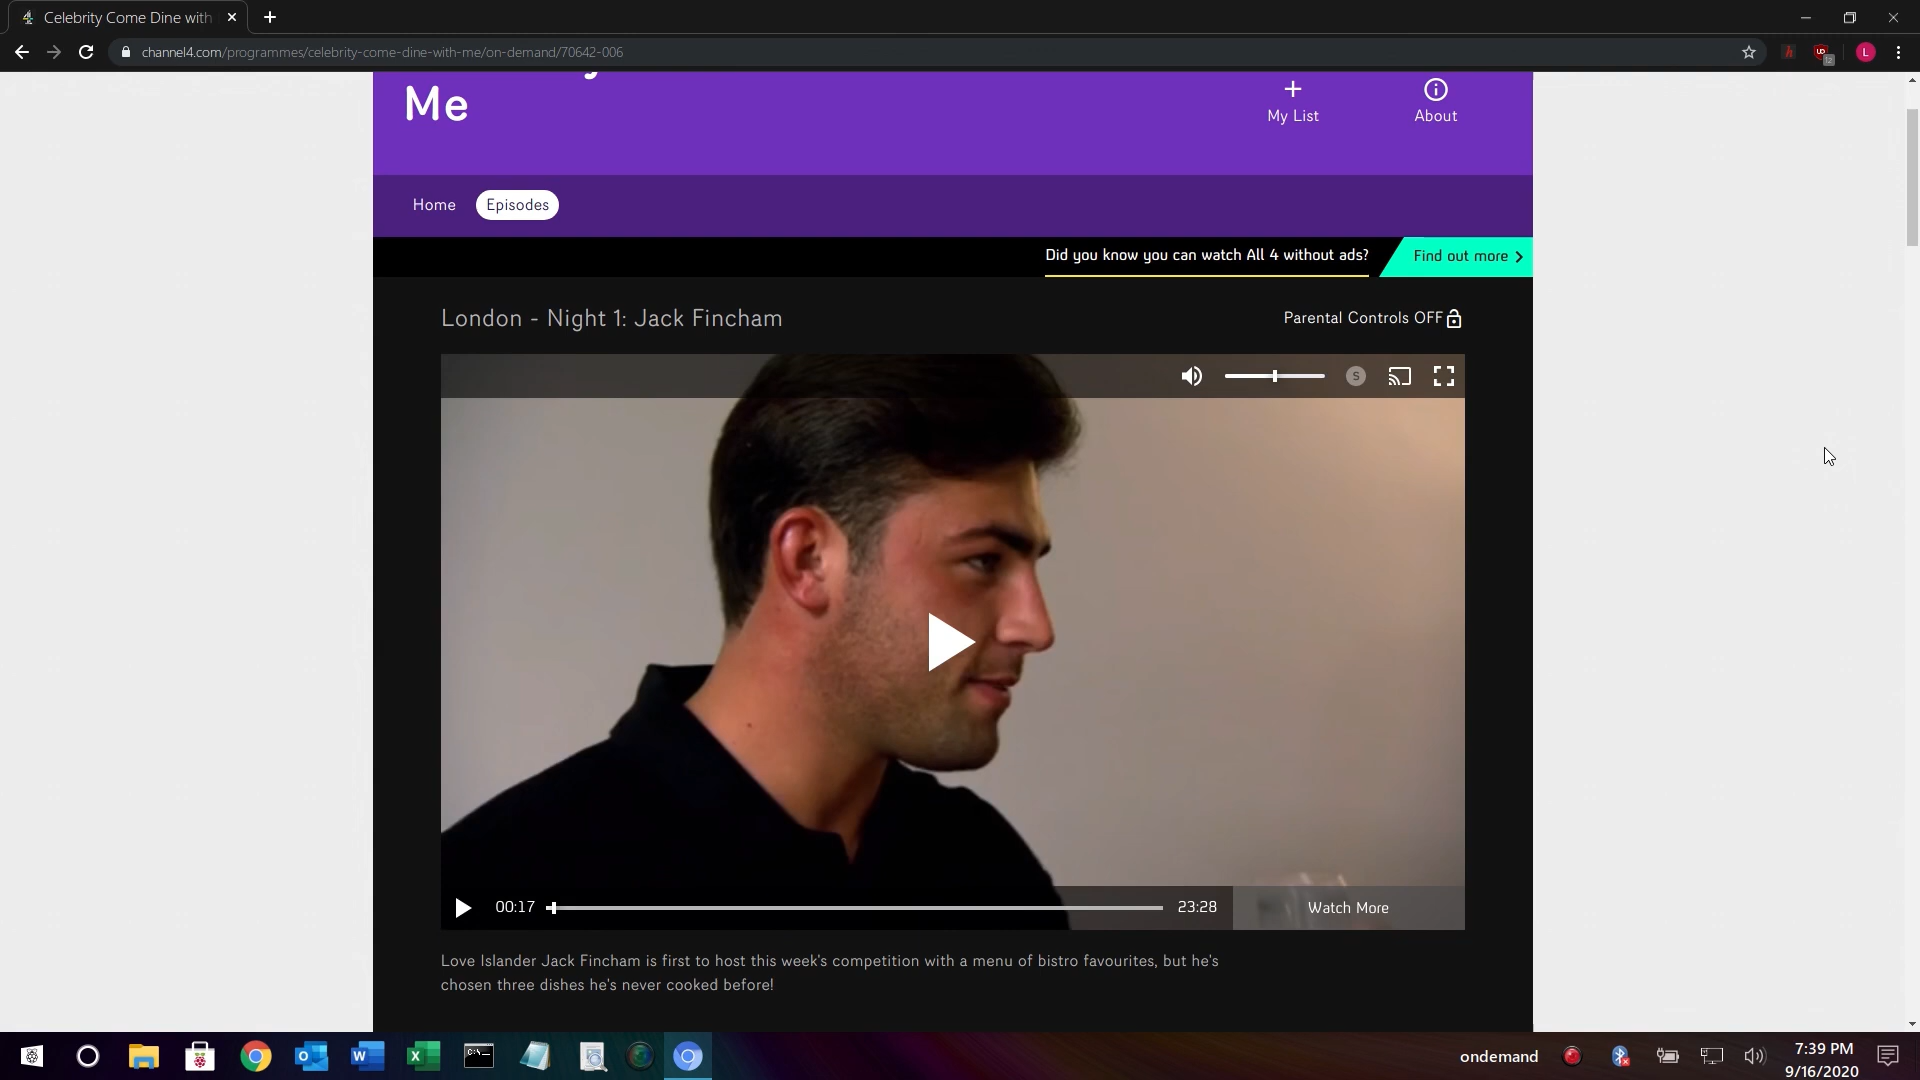 Celebrity Come Dine with
channel4.com/programmes/celebrity-come-dine-with-me/on-demand/70642-006
Me
My List
About
Home
Episodes
Did you know you can watch All 4 without ads?
Find out more
London - Night 1: Jack Fincham
Parental Controls OFF
S
00:17
23:28
Watch More
Love Islander Jack Fincham is first to host this week's competition with a menu of bistro favourites, but he's
chosen three dishes he's never cooked before!
ondemand
7:39 PM
9/16/2020